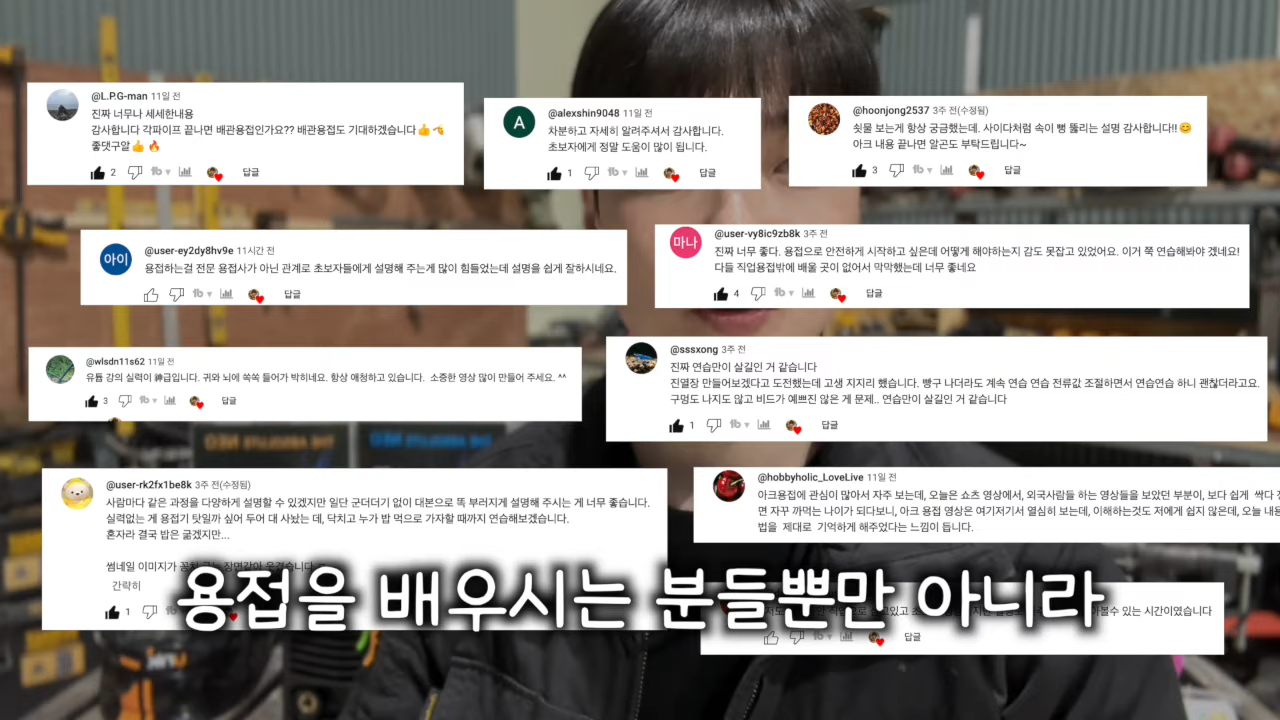 @L.P.G-man 11일 전
진짜 너무나 세세한내용
감사합니다 각파이프 끝나면 배관용접인가요?? 배관용접도 기대하겠습니다👍🤏
좋댓구알👍🔥
2 답글
@alexshin9048 11일 전
A
차분하고 자세히 알려주셔서 감사합니다.
초보자에게 정말 도움이 많이 됩니다.
1 답글
@hoonjong2537 3주 전(수정됨)
쇳물 보는게 항상 궁금했는데. 사이다처럼 속이 뻥 뚫리는 설명 감사합니다!!😊
아크 내용 끝나면 알곤도 부탁드립니다~
3 답글
@user-ey2dy8hv9e 11시간 전
아이
용접하는걸 전문 용접사가 아닌 관계로 초보자들에게 설명해 주는게 많이 힘들었는데 설명을 쉽게 잘하시네요.
답글
@user-vy8ic9zb8k 3주 전
마나
진짜 너무 좋다. 용접으로 안전하게 시작하고 싶은데 어떻게 해야하는지 감도 못잡고 있었어요. 이거 쭉 연습해봐야 겠네요!
다들 직업용접밖에 배울 곳이 없어서 막막했는데 너무 좋네요
4 답글
@wlsdn11s62 11일 전
유튭 강의 실력이 神급입니다. 귀와 뇌에 쏙쏙 들어가 박히네요. 항상 애청하고 있습니다. 소중한 영상 많이 만들어 주세요. ^^
3 답글
@sssxong 3주 전
진짜 연습만이 살길인 거 같습니다
진열장 만들어보겠다고 도전했는데 고생 지지리 했습니다. 빵구 나더라도 계속 연습 연습 전류값 조절하면서 연습연습 하니 괜찮더라고요.
구멍도 나지도 않고 비드가 예쁘진 않은 게 문제.. 연습만이 살길인 거 같습니다
1 답글
@user-rk2fx1be8k 3주 전(수정됨)
사람마다 같은 과정을 다양하게 설명할 수 있겠지만 일단 군더더기 없이 대본으로 똑 부러지게 설명해 주시는 게 너무 좋습니다.
실력없는 게 용접기 탓일까 싶어 두어 대 사놨는 데, 닥치고 누가 밥 먹으로 가자할 때까지 연습해보겠습니다.
혼자라 결국 밥은 굶겠지만...
썸네일 이미지가
간략히
1
@hobbyholic_LoveLive 11일 전
아크용접에 관심이 많아서 자주 보는데, 오늘은 쇼츠 영상에서, 외국사람들 하는 영상들을 보았던 부분이, 보다 쉽게 싹다
면 자꾸 까먹는 나이가 되다보니, 아크 용접 영상은 여기저기서 열심히 보는데, 이해하는것도 저에게 쉽지 않은데, 오늘 내용
법을 제대로 기억하게 해주었다는 느낌이 듭니다.
있는 시간이였습니다
답글
용접을 배우시는 분들뿐만 아니라